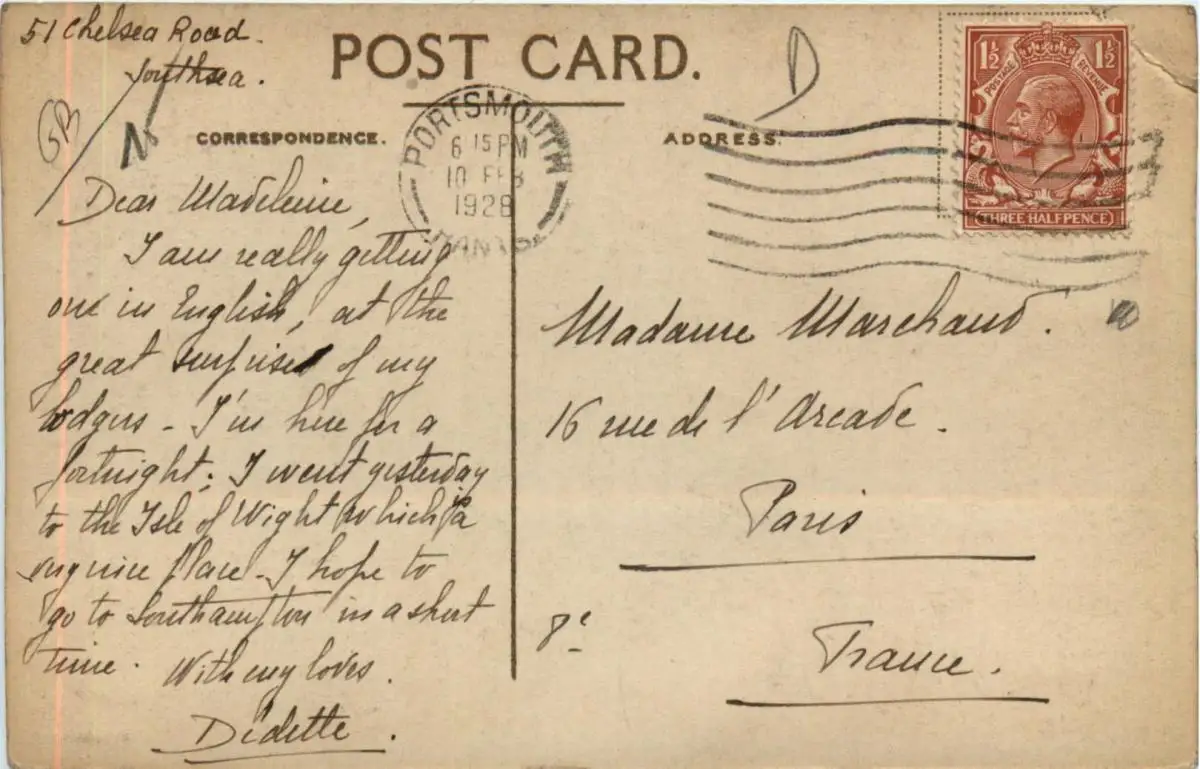 51 Chelsea Road.
Southsea.
POST CARD.
GB
N
D
CORRESPONDENCE.
ADDRESS.
PORTSMOUTH
6 15 PM
10 FEB
1928
HANTS
1½ 1½
POSTAGE REVENUE
THREE HALFPENCE
Dear Madeleine,
I am really getting
one in English, at the
great surprise of my
lodgers - I'm here for a
fortnight; I went yesterday
to the Isle of Wight which is a
very nice place - I hope to
go to Southampton in a short
time. With my loves.
Didette.
Madame Marchand.
16 rue de l'Arcade.
Paris
8e
France.